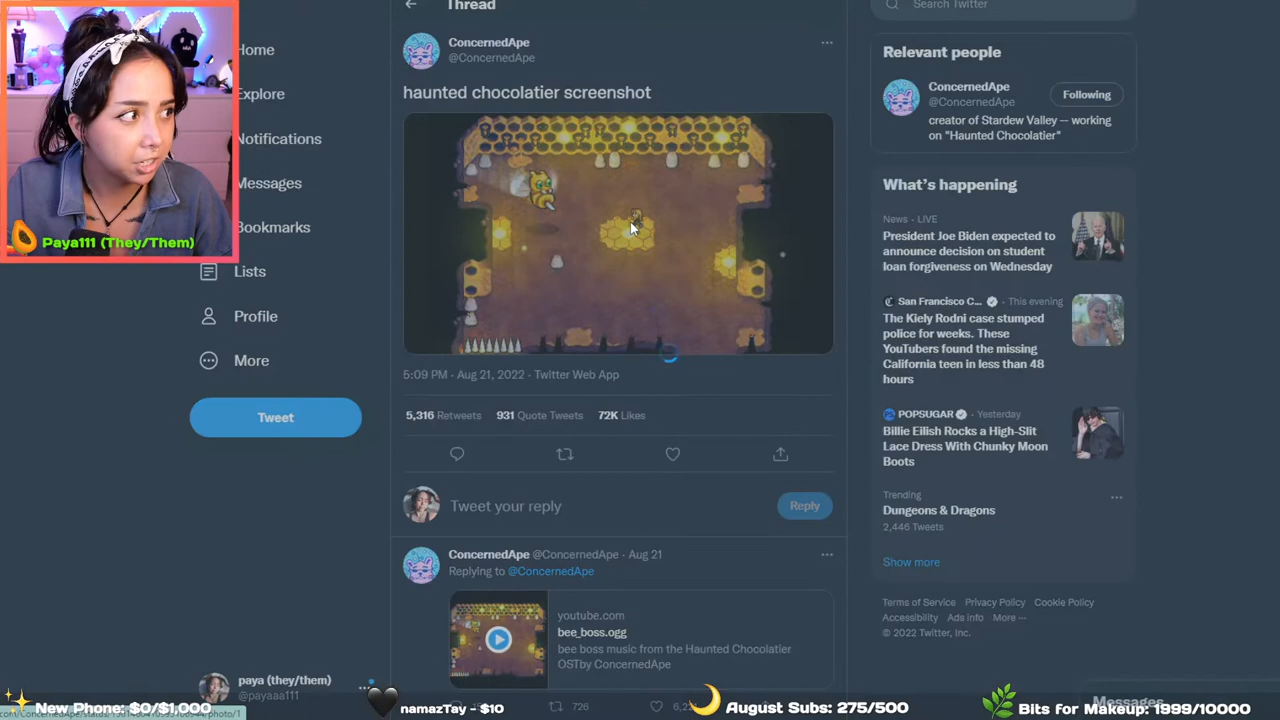 Thread
Search Twitter
Home
Explore
Notifications
Messages
Bookmarks
Lists
Profile
More
Tweet
Paya111 (They/Them)
ConcernedApe
@ConcernedApe
haunted chocolatier screenshot
5:09 PM · Aug 21, 2022 · Twitter Web App
5,316 Retweets 931 Quote Tweets 72K Likes
Tweet your reply
Reply
ConcernedApe @ConcernedApe · Aug 21
Replying to @ConcernedApe
youtube.com
bee_boss.ogg
bee boss music from the Haunted Chocolatier
OSTby ConcernedApe
726
Relevant people
ConcernedApe
@ConcernedApe
Following
creator of Stardew Valley -- working
on "Haunted Chocolatier"
What's happening
News · LIVE
President Joe Biden expected to
announce decision on student
loan forgiveness on Wednesday
San Francisco C... · This evening
The Kiely Rodni case stumped
police for weeks. These
YouTubers found the missing
California teen in less than 48
hours
POPSUGAR · Yesterday
Billie Eilish Rocks a High-Slit
Lace Dress With Chunky Moon
Boots
Trending
Dungeons & Dragons
2,446 Tweets
Show more
Terms of Service Privacy Policy Cookie Policy
Accessibility Ads info More ···
© 2022 Twitter, Inc.
Messages
paya (they/them)
@payaaa111
New Phone: $0/$1,000
namazTay - $10
August Subs: 275/500
Bits for Makeup: 1999/10000